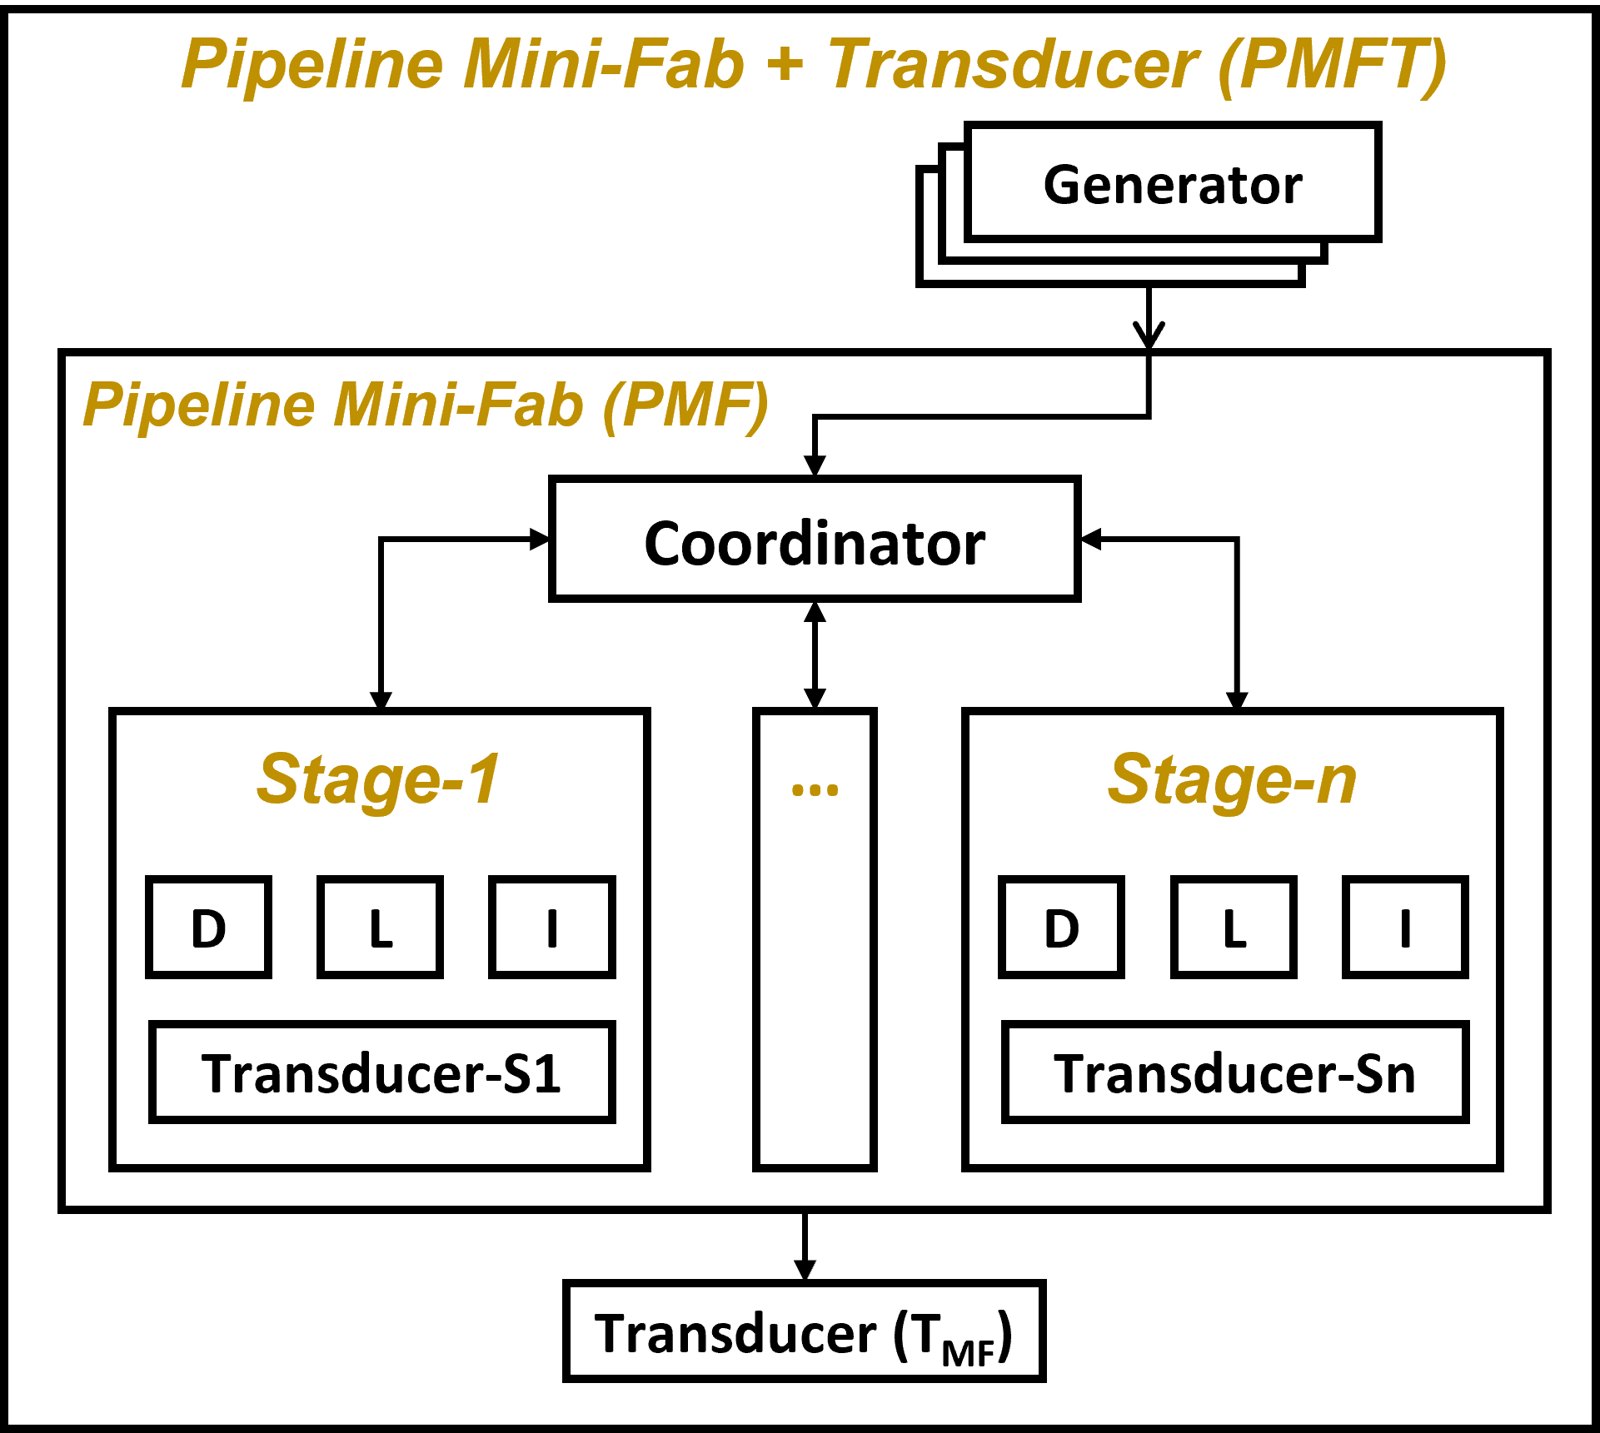 Pipeline Mini-Fab + Transducer (PMFT)
Generator
Pipeline Mini-Fab (PMF)
Coordinator
Stage-1
...
Stage-n
D L I
D L I
Transducer-S1
Transducer-Sn
Transducer (TMF)